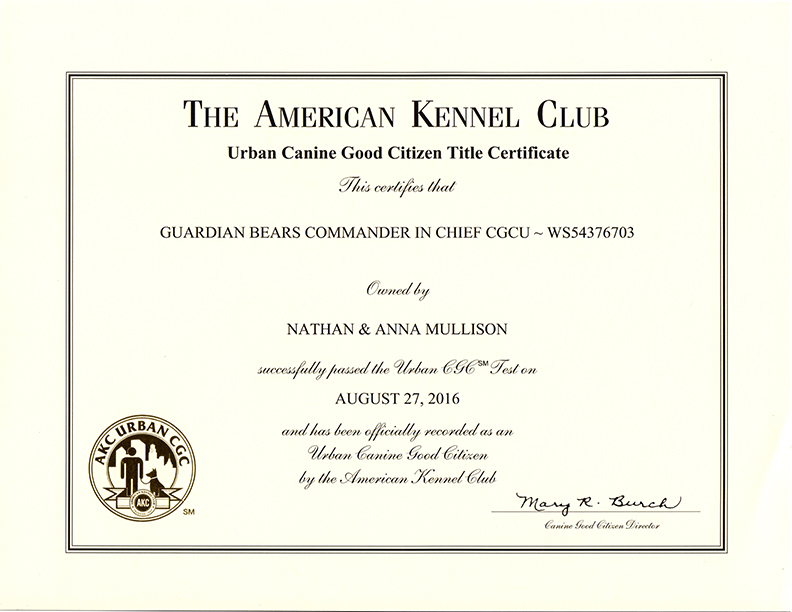 THE AMERICAN KENNEL CLUB
Urban Canine Good Citizen Title Certificate
This certifies that
GUARDIAN BEARS COMMANDER IN CHIEF CGCU ~ WS54376703
Owned by
NATHAN & ANNA MULLISON
successfully passed the Urban CGC℠ Test on
AUGUST 27, 2016
and has been officially recorded as an
Urban Canine Good Citizen
by the American Kennel Club
AKC URBAN CGC
AKC
SM
Mary R. Burch
Canine Good Citizen Director